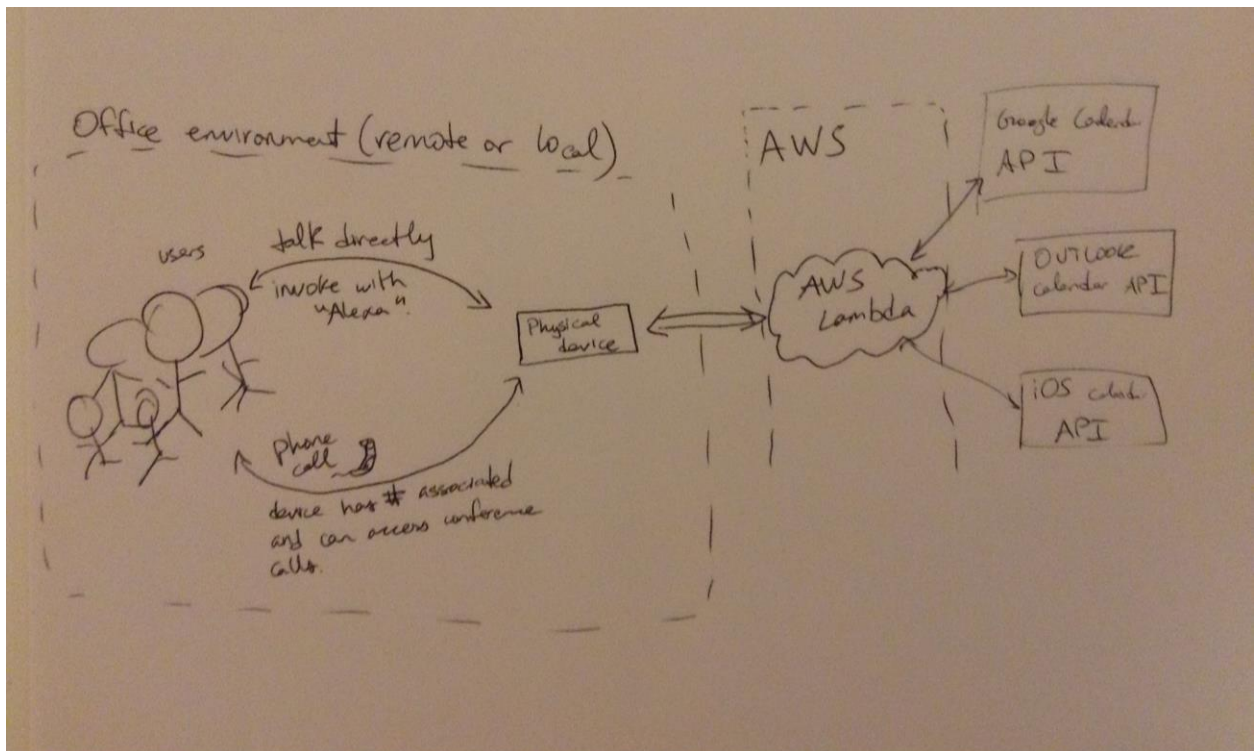 Office environment (remote or local)
users
talk directly
invoke with
"Alexa".
Physical
device
phone
call
device has # associated
and can access conference
calls.
AWS
AWS
Lambda
Google Calendar
API
OUTLOOK
calendar API
iOS calendar
API